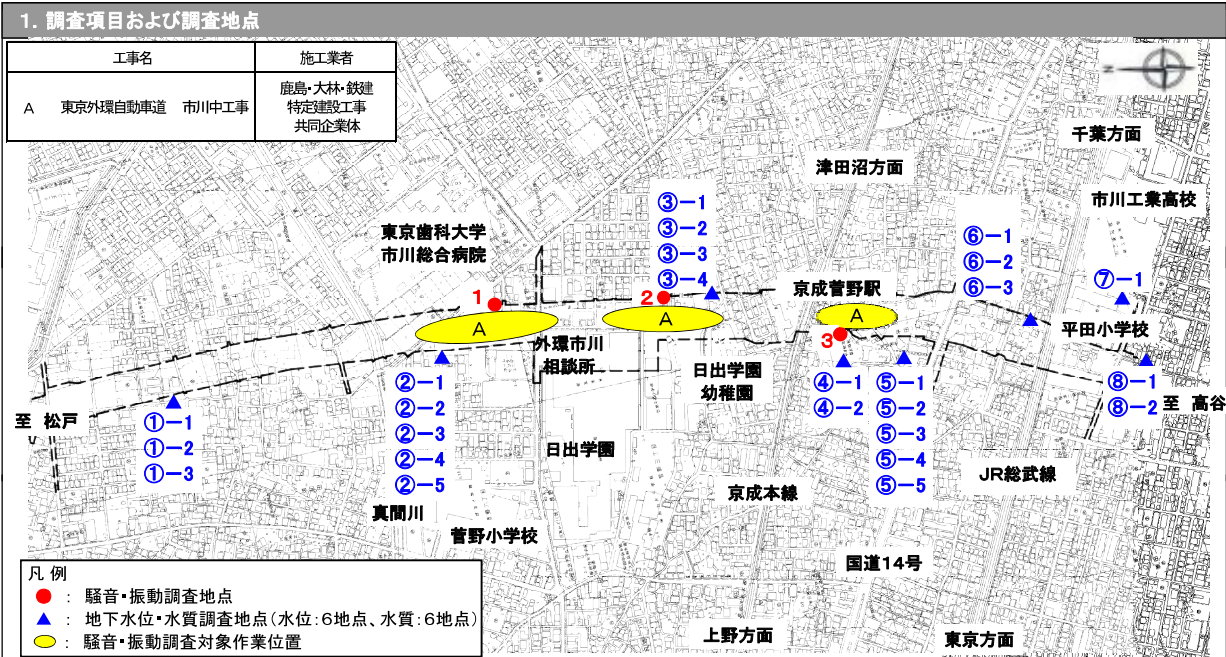 1. 調査項目および調査地点
工事名
施工業者
A 東京外環自動車道 市川中工事
鹿島・大林・鉄建
特定建設工事
共同企業体
N
千葉方面
津田沼方面
市川工業高校
東京歯科大学
市川総合病院
③-1
③-2
③-3
③-4
⑥-1
⑥-2
⑥-3
⑦-1
京成菅野駅
1
2
3
A
A
A
平田小学校
外環市川
相談所
日出学園
幼稚園
至 松戸
①-1
①-2
①-3
②-1
②-2
②-3
②-4
②-5
④-1
④-2
⑤-1
⑤-2
⑤-3
⑤-4
⑤-5
⑧-1
⑧-2
至 高谷
日出学園
JR総武線
京成本線
真間川
菅野小学校
国道14号
上野方面
東京方面
凡 例
: 騒音・振動調査地点
: 地下水位・水質調査地点(水位:6地点、水質:6地点)
: 騒音・振動調査対象作業位置